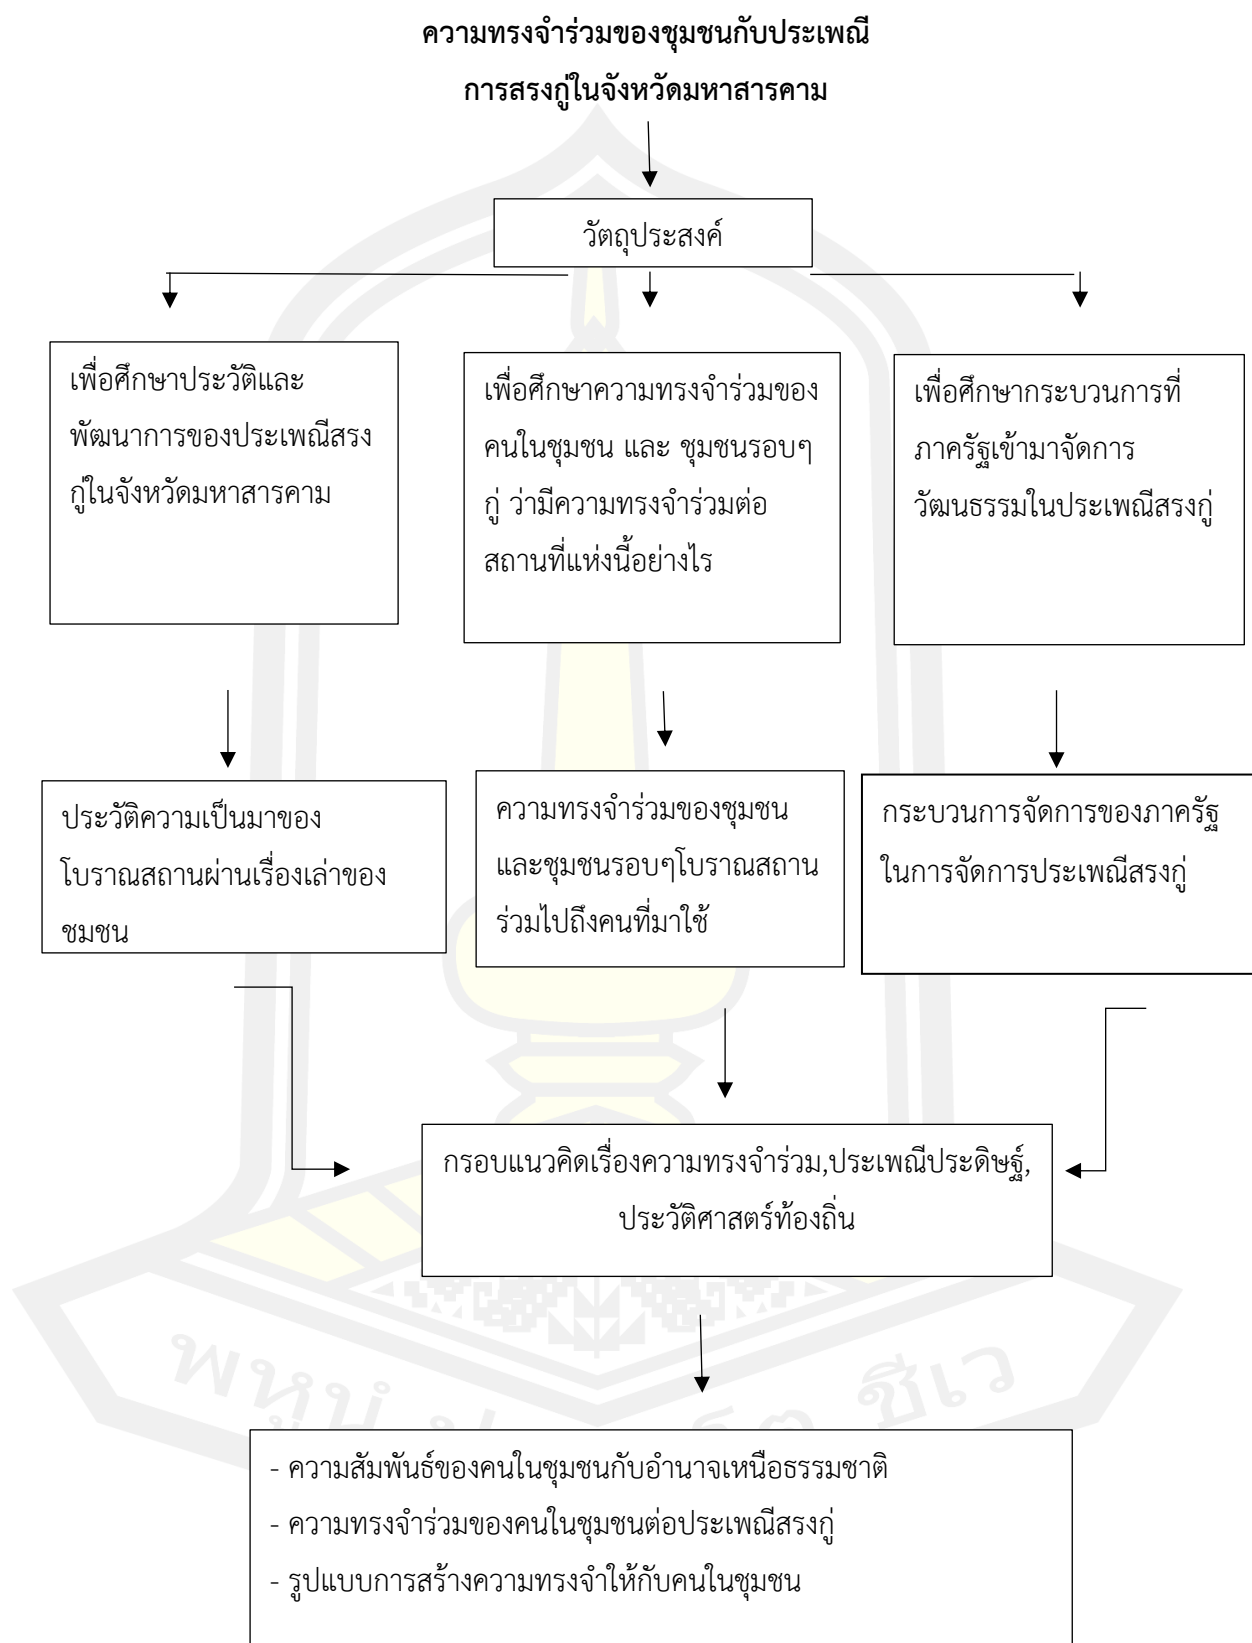 ความทรงจำร่วมของชุมชนกับประเพณี
การสรงกู่ในจังหวัดมหาสารคาม
วัตถุประสงค์
เพื่อศึกษาประวัติและ
พัฒนาการของประเพณีสรง
กู่ในจังหวัดมหาสารคาม
เพื่อศึกษาความทรงจำร่วมของ
คนในชุมชน และ ชุมชนรอบๆ
กู่ ว่ามีความทรงจำร่วมต่อ
สถานที่แห่งนี้อย่างไร
เพื่อศึกษากระบวนการที่
ภาครัฐเข้ามาจัดการ
วัฒนธรรมในประเพณีสรงกู่
ประวัติความเป็นมาของ
โบราณสถานผ่านเรื่องเล่าของ
ชุมชน
ความทรงจำร่วมของชุมชน
และชุมชนรอบๆโบราณสถาน
ร่วมไปถึงคนที่มาใช้
กระบวนการจัดการของภาครัฐ
ในการจัดการประเพณีสรงกู่
กรอบแนวคิดเรื่องความทรงจำร่วม,ประเพณีประดิษฐ์,
ประวัติศาสตร์ท้องถิ่น
- ความสัมพันธ์ของคนในชุมชนกับอำนาจเหนือธรรมชาติ
- ความทรงจำร่วมของคนในชุมชนต่อประเพณีสรงกู่
- รูปแบบการสร้างความทรงจำให้กับคนในชุมชน
พหูนํ
ชีเว